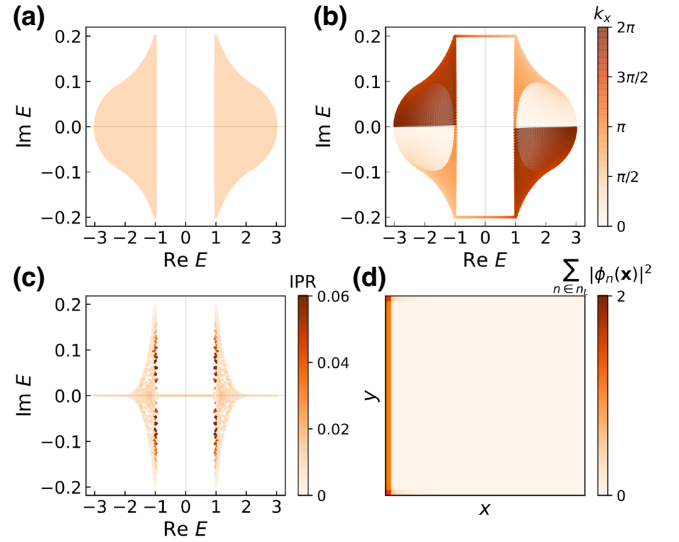 (a)
0.2
0.1
0.0
−0.1
−0.2
Im E
−3 −2 −1 0 1 2 3
Re E
(b)
0.2
0.1
0.0
−0.1
−0.2
Im E
−3 −2 −1 0 1 2 3
Re E
k_x
2π
3π/2
π
π/2
0
(c)
0.2
0.1
0.0
−0.1
−0.2
Im E
−3 −2 −1 0 1 2 3
Re E
IPR
0.06
0.04
0.02
0
(d)
y
x
∑ |ϕ_n(x)|²
2
1
0